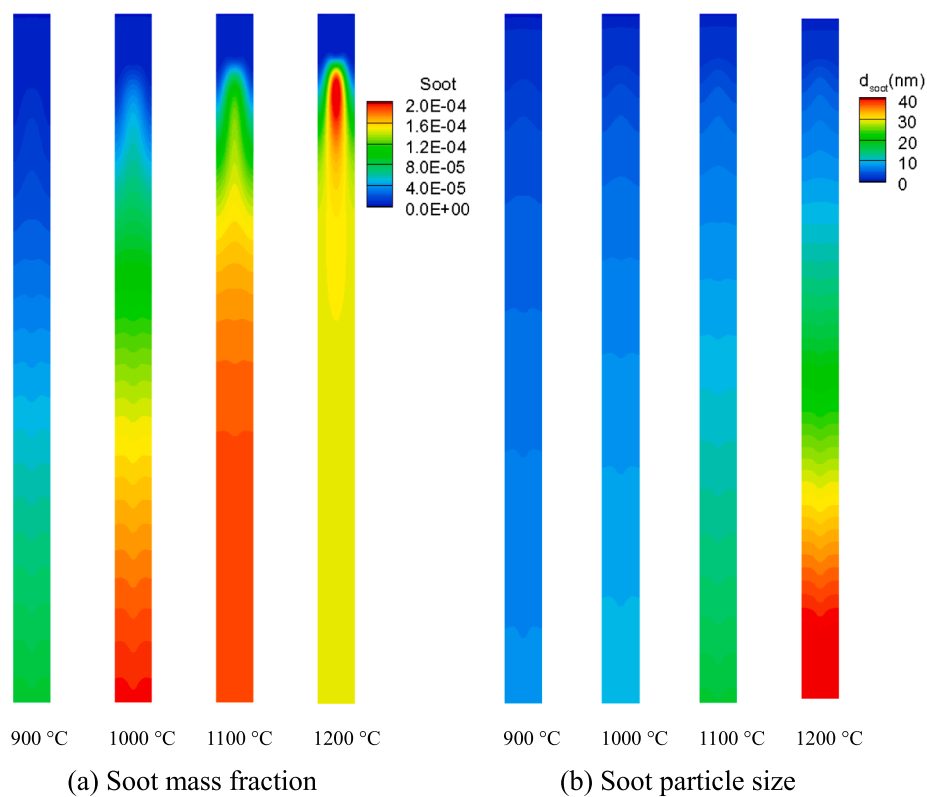 Soot
2.0E-04
1.6E-04
1.2E-04
8.0E-05
4.0E-05
0.0E+00
d_soot(nm)
40
30
20
10
0
900 °C 1000 °C 1100 °C 1200 °C 900 °C 1000 °C 1100 °C 1200 °C
(a) Soot mass fraction
(b) Soot particle size